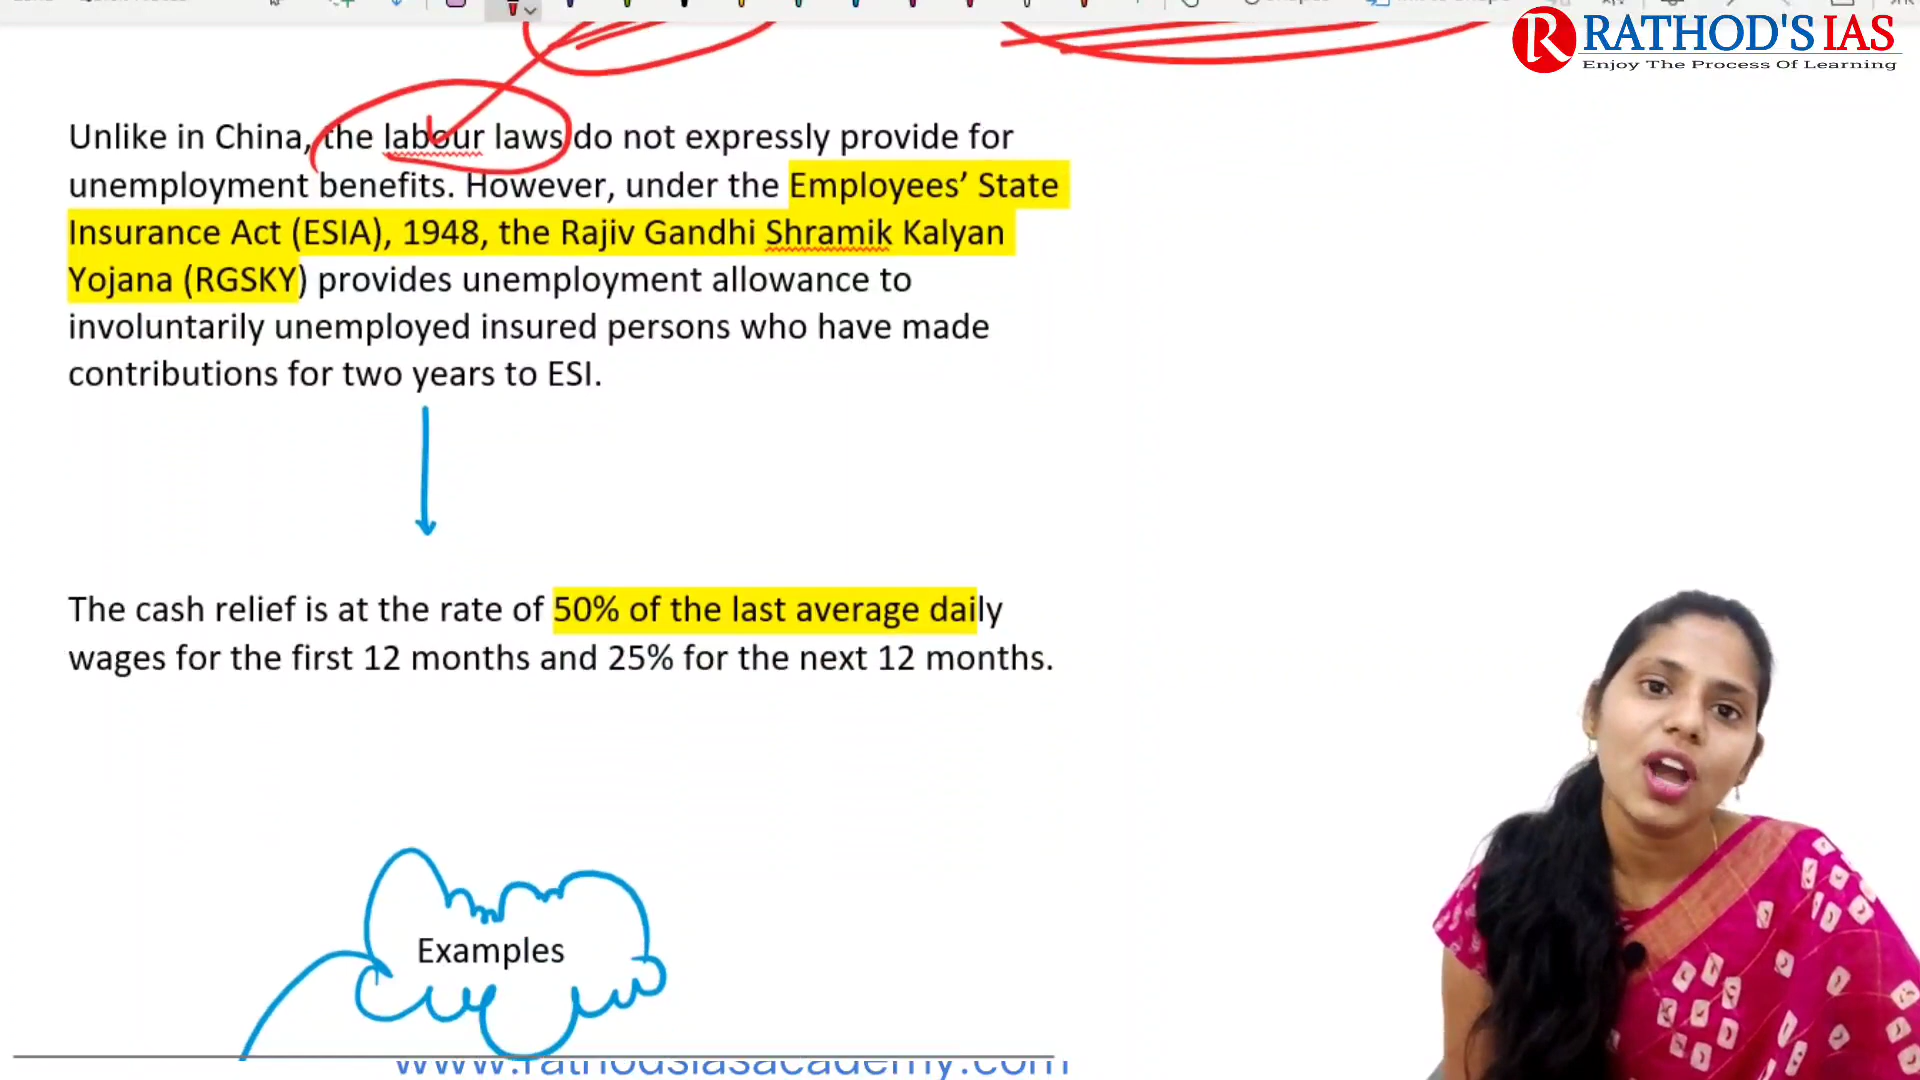 RATHOD'S IAS
Enjoy The Process Of Learning
Unlike in China, the labour laws do not expressly provide for
unemployment benefits. However, under the Employees’ State
Insurance Act (ESIA), 1948, the Rajiv Gandhi Shramik Kalyan
Yojana (RGSKY) provides unemployment allowance to
involuntarily unemployed insured persons who have made
contributions for two years to ESI.
The cash relief is at the rate of 50% of the last average daily
wages for the first 12 months and 25% for the next 12 months.
Examples
www.rathodsiasacademy.com